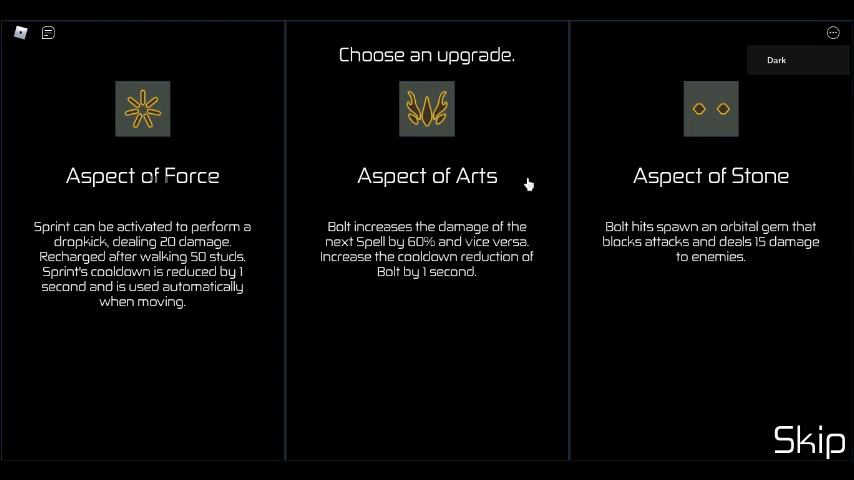 Choose an upgrade.
Dark
Aspect of Force
Sprint can be activated to perform a
dropkick, dealing 20 damage.
Recharged after walking 50 studs.
Sprint's cooldown is reduced by 1
second and is used automatically
when moving.
Aspect of Arts
Bolt increases the damage of the
next Spell by 60% and vice versa.
Increase the cooldown reduction of
Bolt by 1 second.
Aspect of Stone
Bolt hits spawn an orbital gem that
blocks attacks and deals 15 damage
to enemies.
Skip